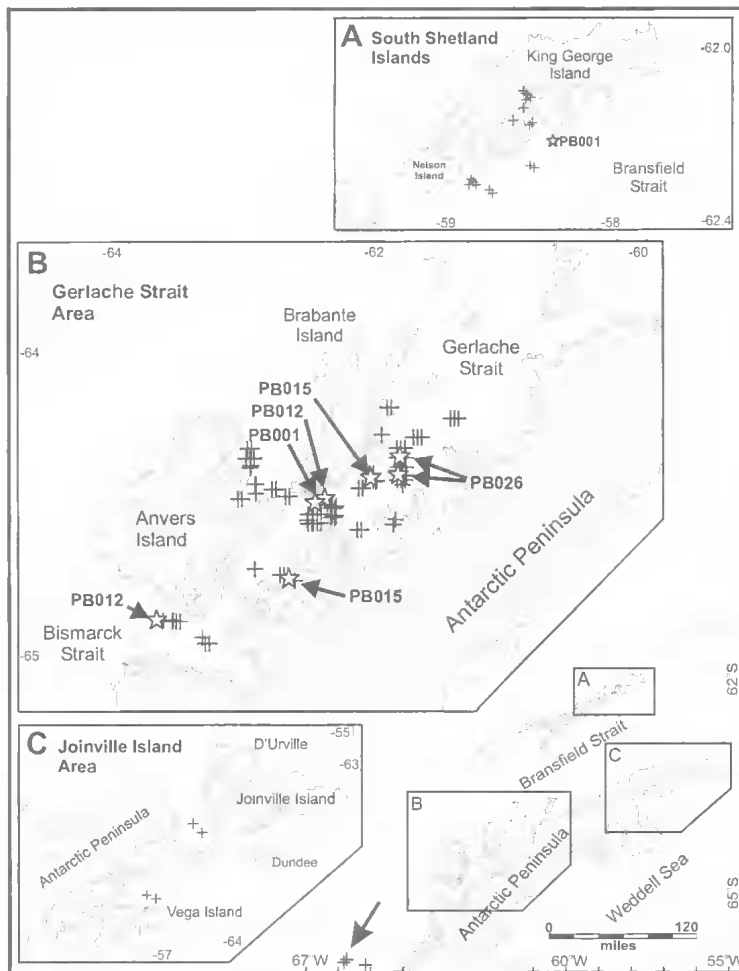 A South Shetland
Islands
-62.0
King George
Island
PB001
Nelson
Island
Bransfield
Strait
-59
-58
-62.4
-64
-62
-60
B
Gerlache Strait
Area
Brabante
Island
-64
Gerlache
Strait
PB015
PB012
PB001
PB026
Anvers
Island
Antarctic Peninsula
PB012
PB015
Bismarck
Strait
-65
A
62°S
C Joinville Island
Area
D'Urville
-55
-63
Bransfield Strait
C
Joinville Island
B
Antarctic Peninsula
Dundee
Antarctic Peninsula
Weddell Sea
65°S
Vega Island
-64
-57
0 120
miles
67°W
60°W
55°W